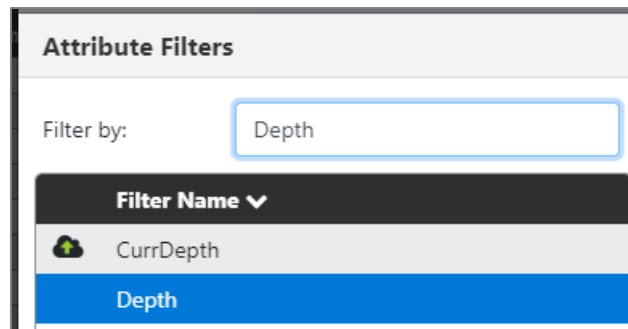 Attribute Filters
Filter by: Depth
Filter Name
CurrDepth
Depth